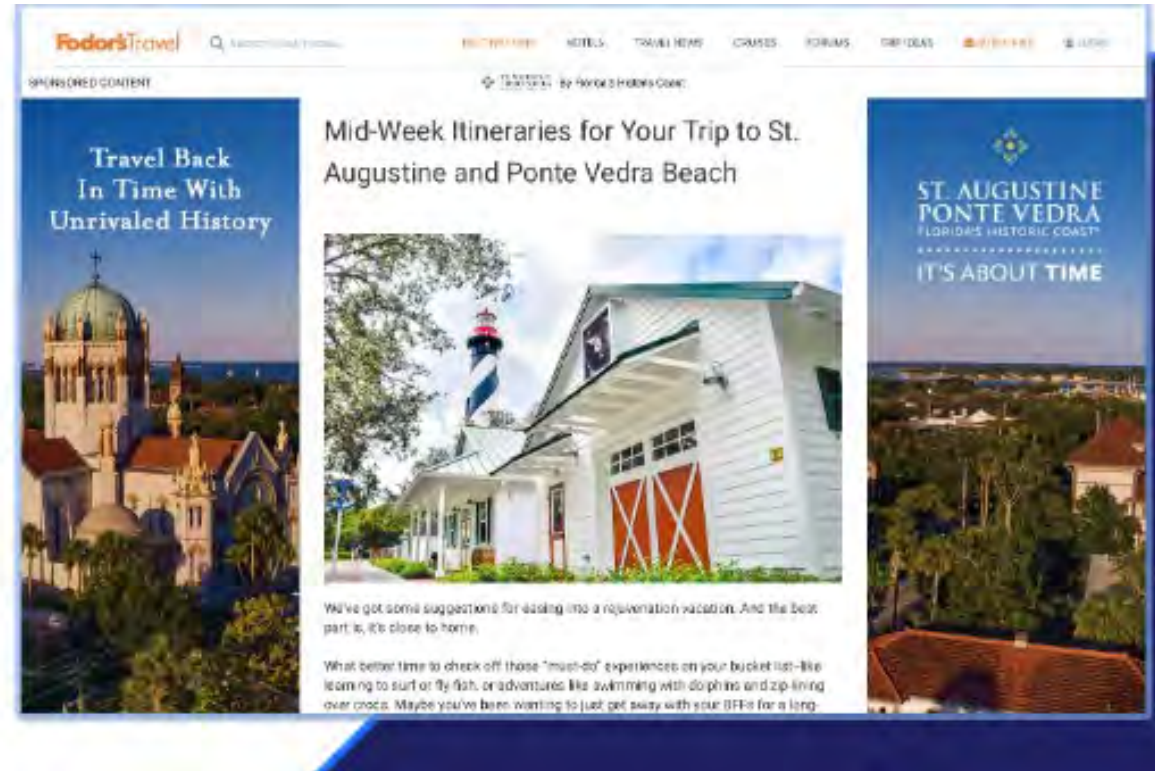 Fodor'sTravel
HOTELS TRAVEL NEWS CRUISES FORUMS TRIP IDEAS
SPONSORED CONTENT
By Florida's Historic Coast
Travel Back
In Time With
Unrivaled History
Mid-Week Itineraries for Your Trip to St.
Augustine and Ponte Vedra Beach
ST. AUGUSTINE
PONTE VEDRA
FLORIDA'S HISTORIC COAST
IT'S ABOUT TIME
We've got some suggestions for easing into a rejuvenation vacation. And the best
part is, it's close to home.
What better time to check off those "must-do" experiences on your bucket list–like
learning to surf or fly fish, or adventures like swimming with dolphins and zip-lining
over crocs. Maybe you've been wanting to just get away with your BFFs for a long-